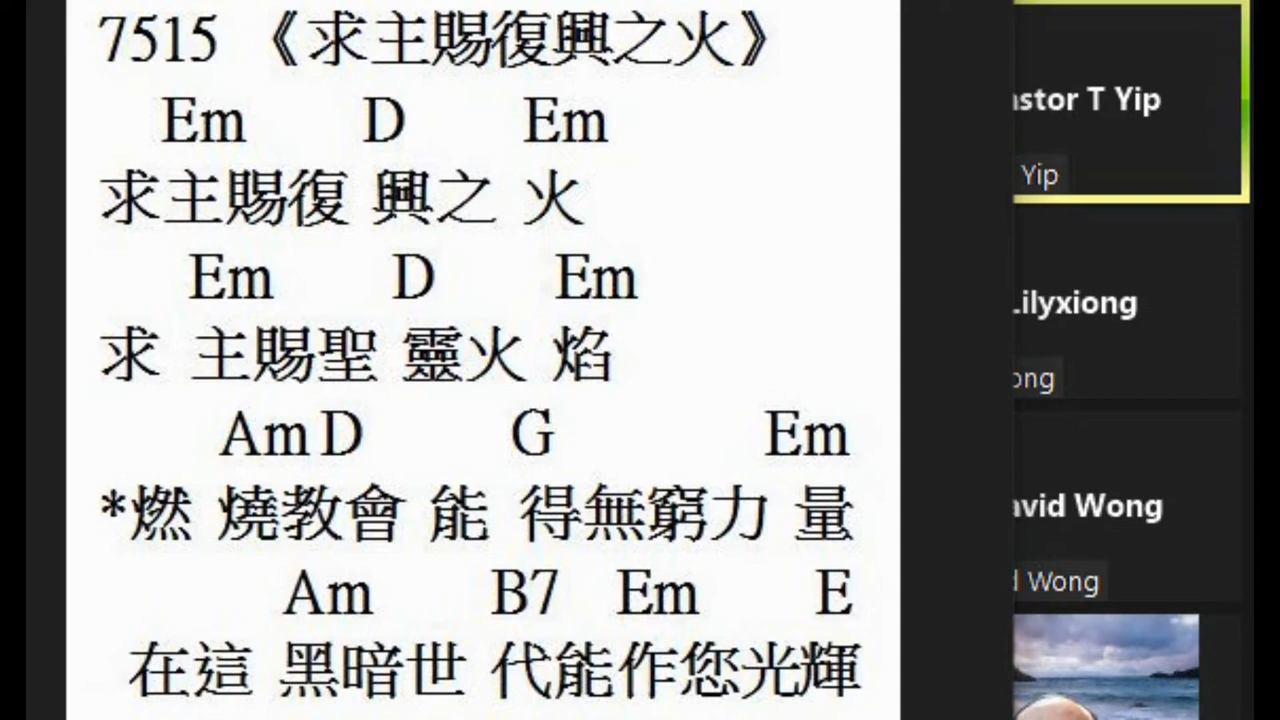 7515 《求主賜復興之火》
Em D Em
求主賜復 興之 火
Em D Em
求 主賜聖 靈火 焰
Am D G Em
*燃 燒教會 能 得無窮力 量
Am B7 Em E
在這 黑暗世 代能作您光輝
astor T Yip
Yip
Lilyxiong
ong
avid Wong
d Wong